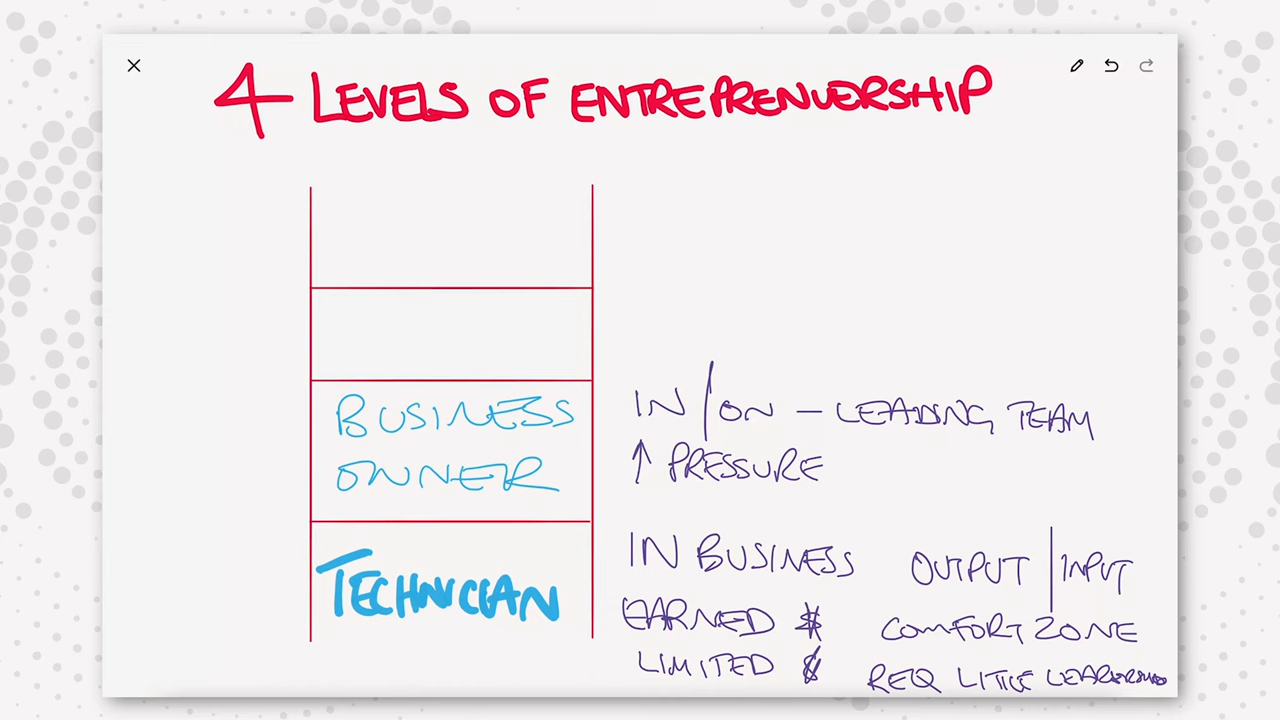 4 LEVELS OF ENTREPRENUERSHIP
BUSINESS
OWNER
IN / ON – LEADING TEAM
↑ PRESSURE
TECHNICIAN
IN BUSINESS
EARNED $
LIMITED $
OUTPUT | INPUT
COMFORT ZONE
REQ LITTLE LEADERSHIP